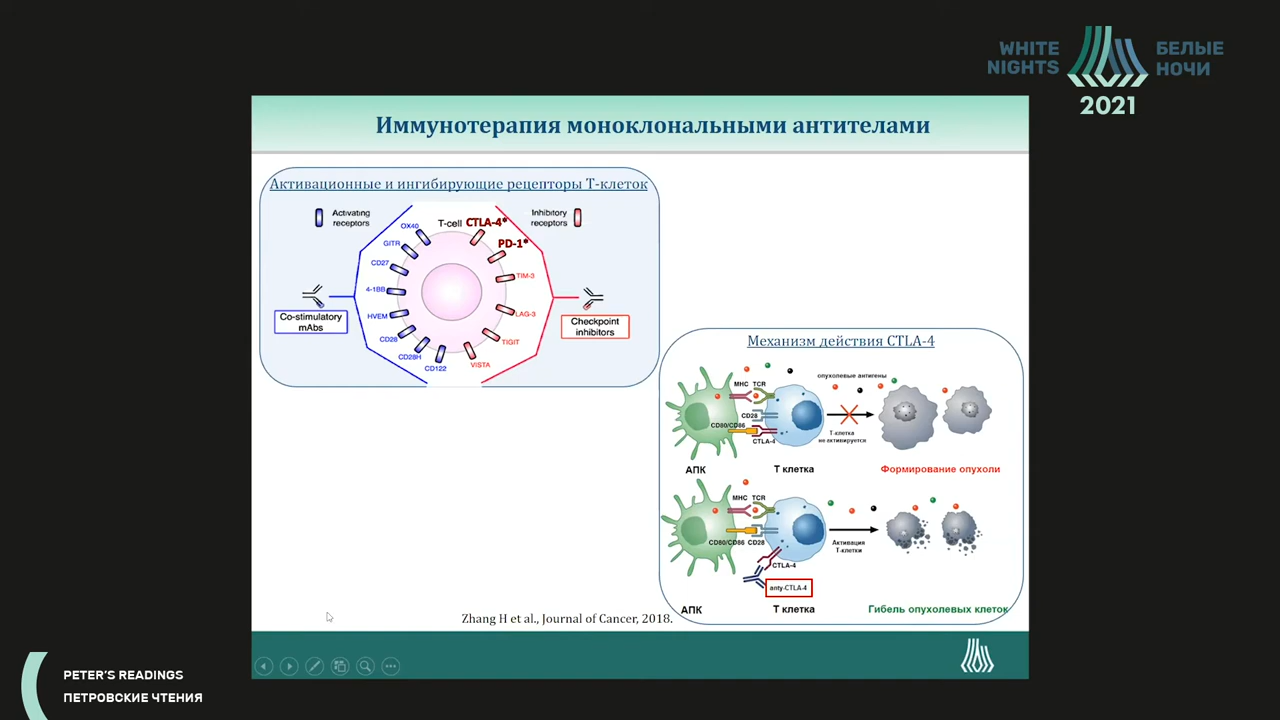 WHITE NIGHTS
БЕЛЫЕ НОЧИ
2021
Иммунотерапия моноклональными антителами
Активационные и ингибирующие рецепторы Т-клеток
Activating receptors
T-cell
CTLA-4*
Inhibitory receptors
OX40
PD-1*
GITR
CD27
TIM-3
4-1BB
Co-stimulatory mAbs
HVEM
LAG-3
Checkpoint inhibitors
CD28
TIGIT
CD28H
CD122
VISTA
Механизм действия CTLA-4
MHC TCR
опухолевые антигены
CD28
CD80/CD86
CTLA-4
Т-клетка
не активируется
АПК
Т клетка
Формирование опухоли
MHC TCR
CD80/CD86 CD28
Активация
Т-клетки
CTLA-4
anty-CTLA-4
АПК
Т клетка
Гибель опухолевых клеток
Zhang H et al., Journal of Cancer, 2018.
PETER'S READINGS
ПЕТРОВСКИЕ ЧТЕНИЯ